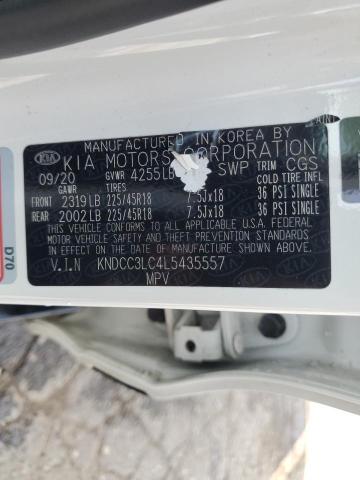 MANUFACTURED IN KOREA BY
KIA KIA MOTORS CORPORATION
09/20 GVWR 4255LB SWP TRIM CGS
GAWR TIRES COLD TIRE INFL
FRONT 2319LB 225/45R18 7.5Jx18 36 PSI SINGLE
REAR 2002LB 225/45R18 7.5Jx18 36 PSI SINGLE
THIS VEHICLE CONFORMS TO ALL APPLICABLE U.S. FEDERAL
MOTOR VEHICLE SAFETY AND THEFT PREVENTION STANDARDS
IN EFFECT ON THE DATE OF MANUFACTURE SHOWN ABOVE.
V.I.N KNDCC3LC4L5435557
MPV
D70